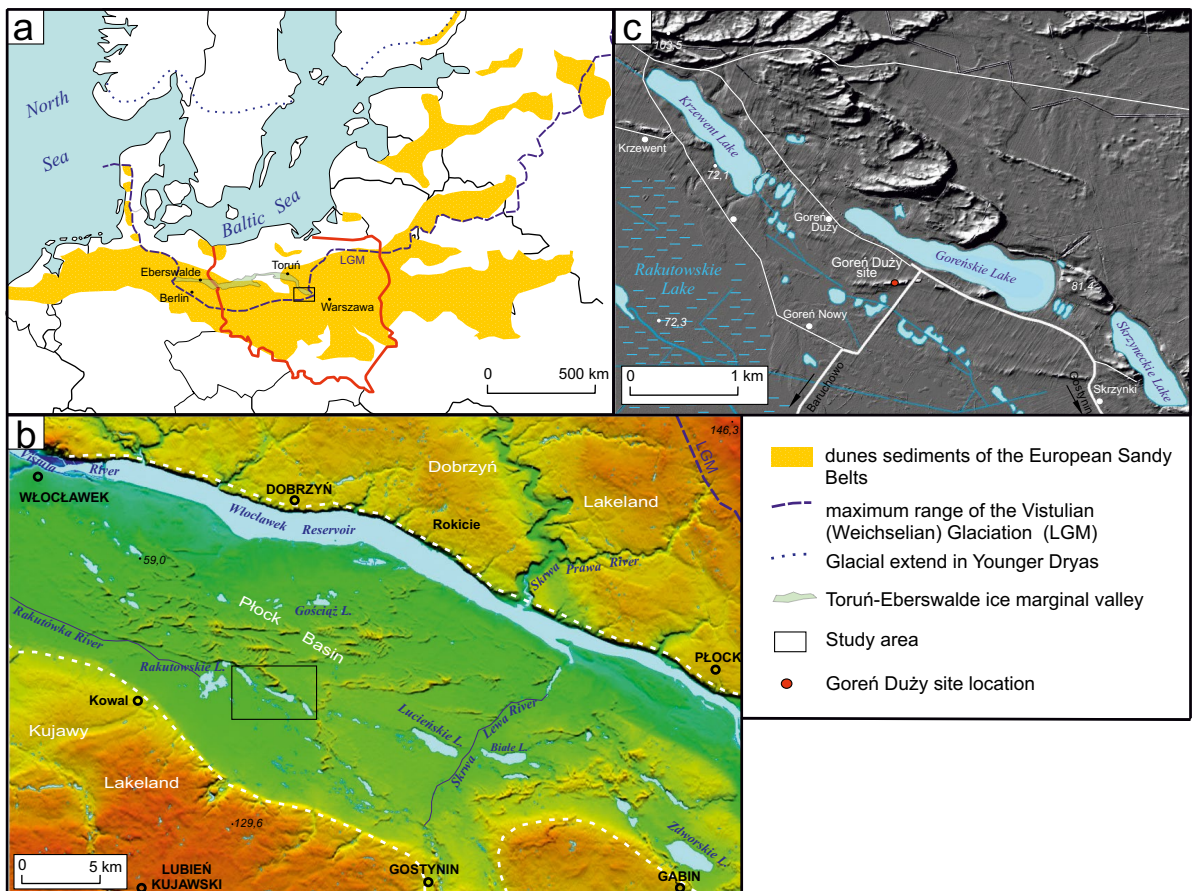 a
North
Sea
Baltic Sea
LGM
Toruń
Eberswalde
Berlin
Warszawa
0 500 km
c
109,5
Krzewent Lake
Krzewent
72,1
Goreń
Duży
Goreńskie Lake
Goreń Duży
site
81,4
Rakutowskie
Lake
72,3
Goreń Nowy
Skrzyneckie Lake
Skrzynki
0 1 km
Baruchowo
Gostynin
b
146,3
LGM
Vistula River
WŁOCŁAWEK
DOBRZYŃ
Dobrzyń
Lakeland
Włocławek Reservoir
Rokicie
59,0
Skrwa Prawa River
Gościąż L.
Płock Basin
Rakutówka River
Rakutowskie L.
PŁOCK
Kowal
Lucieńskie L.
Skrwa Lewa River
Białe L.
Kujawy
Lakeland
129,6
Zdworskie L.
0 5 km
LUBIEŃ
KUJAWSKI
GOSTYNIN
GABIN
dunes sediments of the European Sandy
Belts
maximum range of the Vistulian
(Weichselian) Glaciation (LGM)
Glacial extend in Younger Dryas
Toruń-Eberswalde ice marginal valley
Study area
Goreń Duży site location